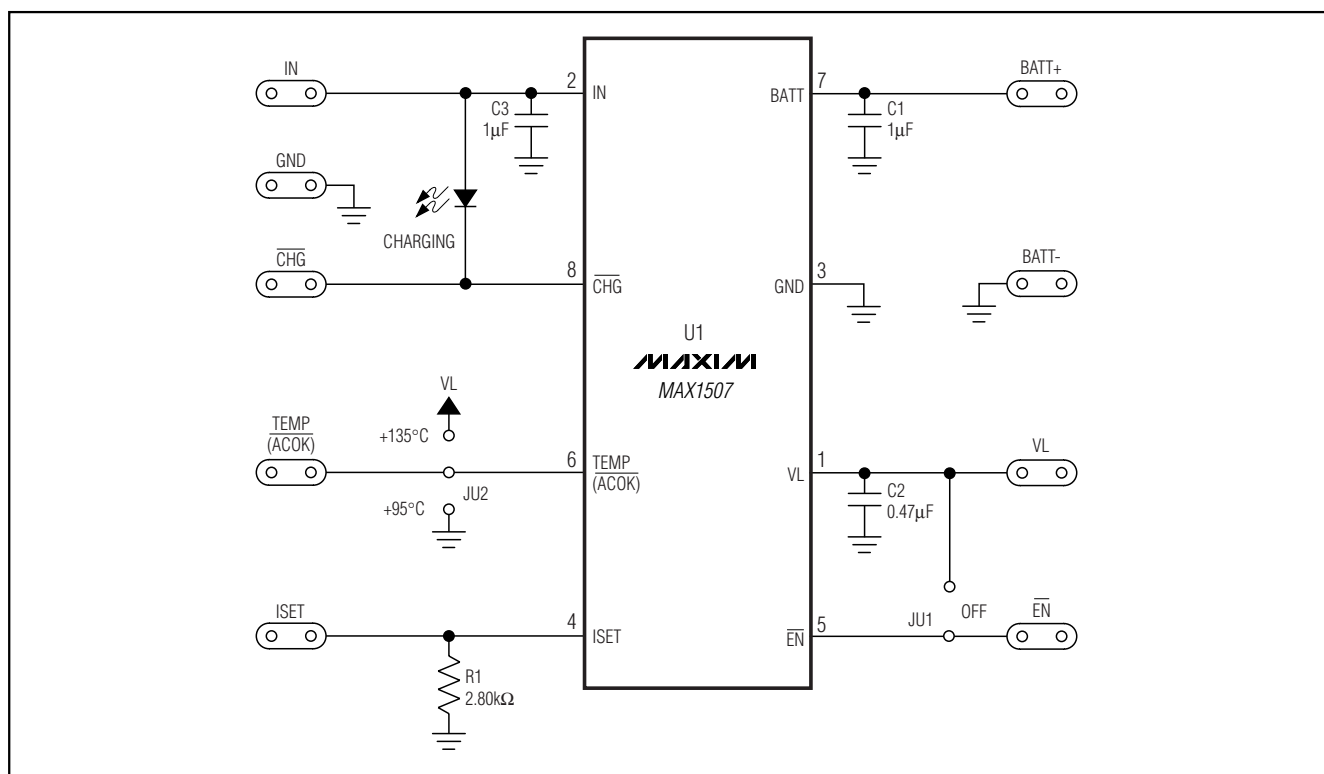 IN
2
IN
C3
1µF
GND
CHARGING
CHG
8
CHG
VL
+135°C
TEMP
(ACOK)
6
TEMP
(ACOK)
JU2
+95°C
ISET
4
ISET
R1
2.80kΩ
U1
MAXIM
MAX1507
BATT
7
C1
1µF
BATT+
GND
3
BATT-
VL
1
C2
0.47µF
VL
OFF
JU1
EN
5
EN